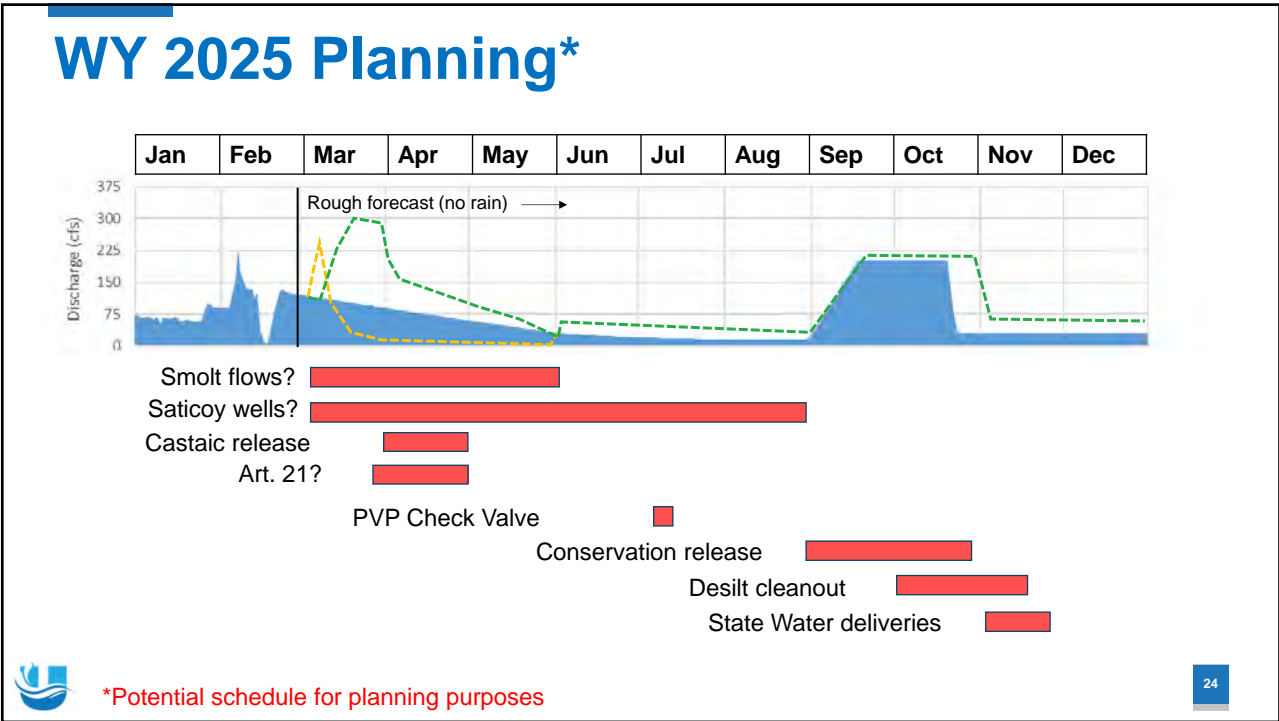 WY 2025 Planning*
Jan Feb Mar Apr May Jun Jul Aug Sep Oct Nov Dec
Discharge (cfs)
375
300
225
150
75
0
Rough forecast (no rain)
Smolt flows?
Saticoy wells?
Castaic release
Art. 21?
PVP Check Valve
Conservation release
Desilt cleanout
State Water deliveries
*Potential schedule for planning purposes
24